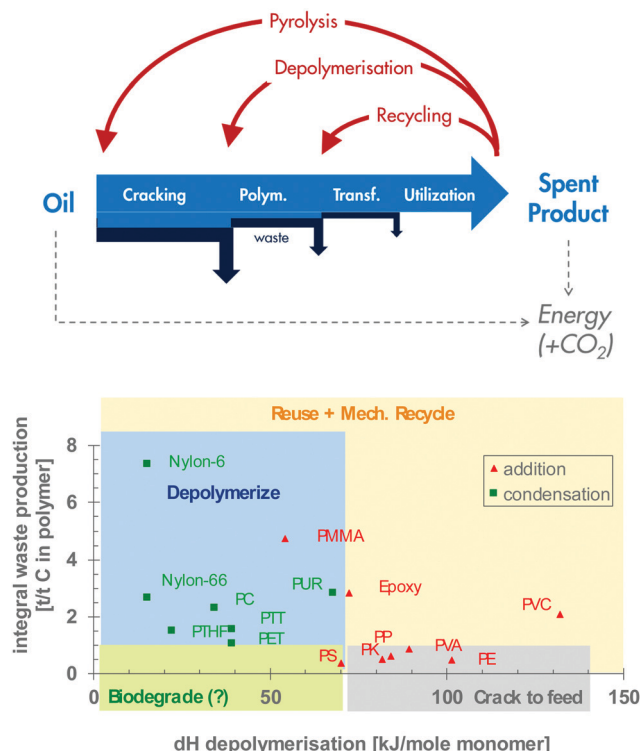 Pyrolysis
Depolymerisation
Recycling
Oil
Cracking
Polym.
Transf.
Utilization
Spent
Product
waste
Energy
(+CO2)
Reuse + Mech. Recycle
integral waste production
[t/t C in polymer]
8
6
4
2
0
Nylon-6
Depolymerize
addition
condensation
PMMA
Nylon-66
PC
PUR
Epoxy
PVC
PTHF
PTT
PET
PS
PK
PP
PVA
PE
Biodegrade (?)
Crack to feed
0
50
100
150
dH depolymerisation [kJ/mole monomer]